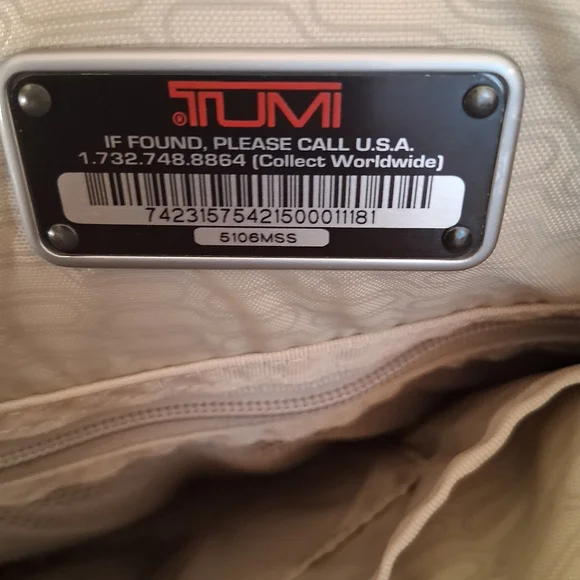 ®TUMI
IF FOUND, PLEASE CALL U.S.A.
1.732.748.8864 (Collect Worldwide)
74231575421500011181
5106MSS